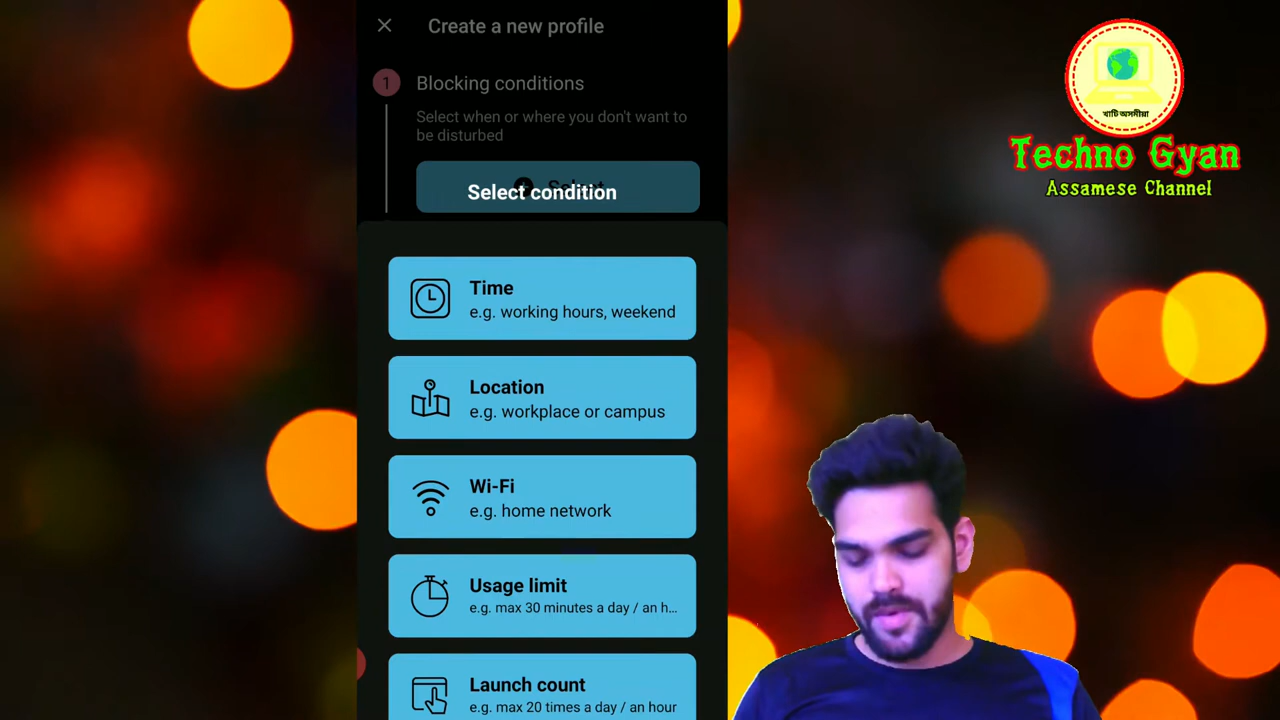 Create a new profile
1
Blocking conditions
Select when or where you don't want to
be disturbed
Select condition
Time
e.g. working hours, weekend
Location
e.g. workplace or campus
Wi-Fi
e.g. home network
Usage limit
e.g. max 30 minutes a day / an h...
Launch count
e.g. max 20 times a day / an hour
খাটি অসমীয়া
Techno Gyan
Assamese Channel